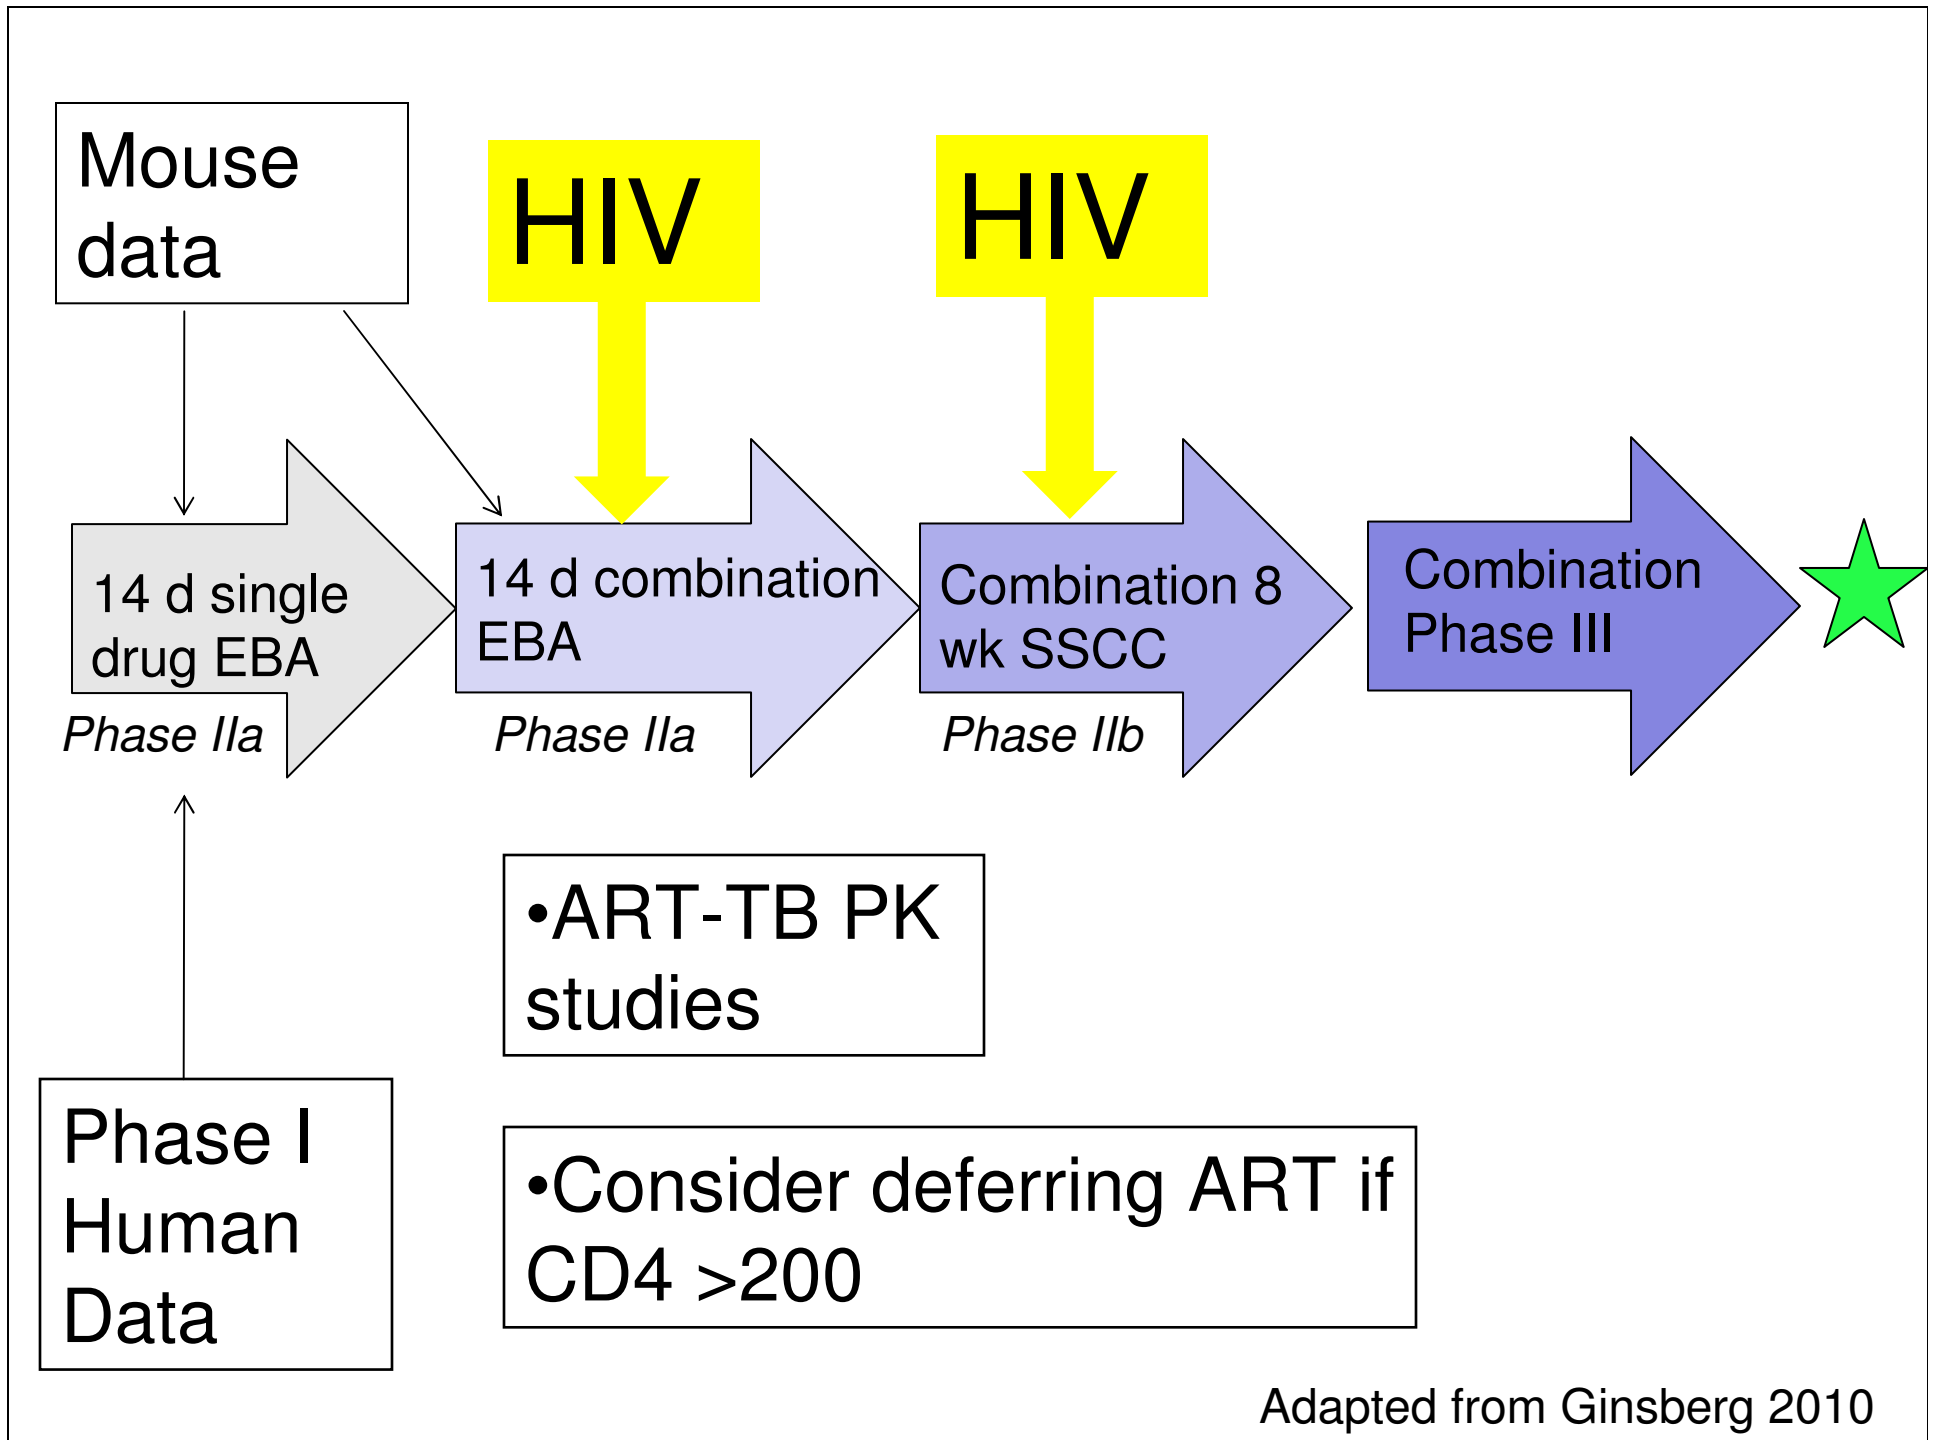 Mouse
data
HIV
HIV
14 d single
drug EBA
Phase IIa
14 d combination
EBA
Phase IIa
Combination 8
wk SSCC
Phase IIb
Combination
Phase III
•ART-TB PK
studies
Phase I
Human
Data
•Consider deferring ART if
CD4 >200
Adapted from Ginsberg 2010